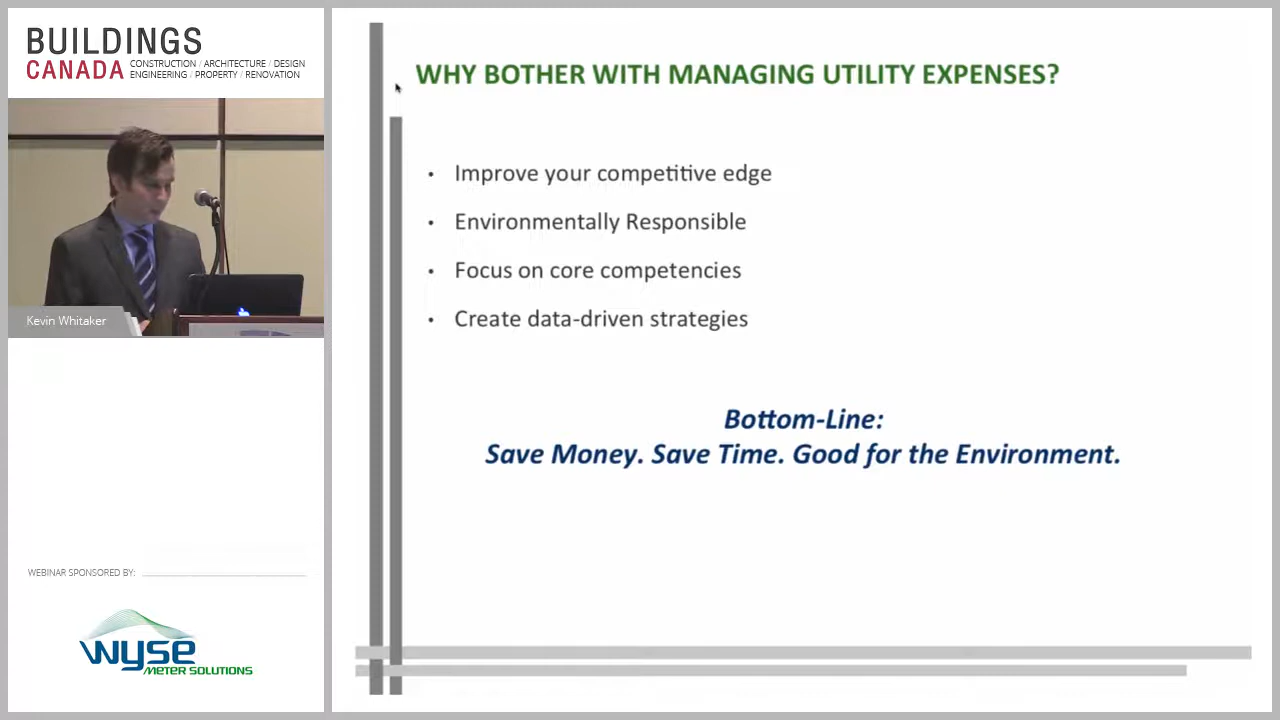 BUILDINGS
CANADA CONSTRUCTION / ARCHITECTURE / DESIGN
ENGINEERING / PROPERTY / RENOVATION
Kevin Whitaker
WEBINAR SPONSORED BY:
wyse
METER SOLUTIONS
WHY BOTHER WITH MANAGING UTILITY EXPENSES?
• Improve your competitive edge
• Environmentally Responsible
• Focus on core competencies
• Create data-driven strategies
Bottom-Line:
Save Money. Save Time. Good for the Environment.